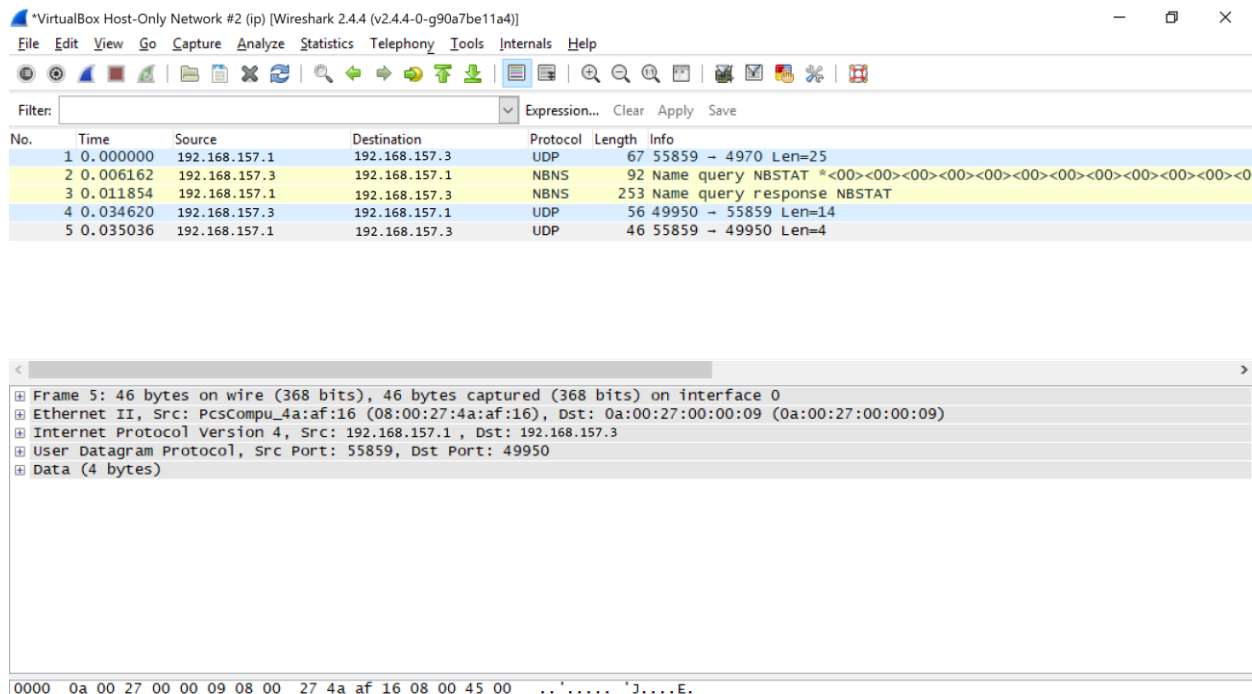 *VirtualBox Host-Only Network #2 (ip) [Wireshark 2.4.4 (v2.4.4-0-g90a7be11a4)]
File Edit View Go Capture Analyze Statistics Telephony Tools Internals Help
Filter: Expression... Clear Apply Save
No. Time Source Destination Protocol Length Info
1 0.000000 192.168.157.1 192.168.157.3 UDP 67 55859 → 4970 Len=25
2 0.006162 192.168.157.3 192.168.157.1 NBNS 92 Name query NBSTAT *<00><00><00><00><00><00><00><00><00><00><00><0
3 0.011854 192.168.157.1 192.168.157.3 NBNS 253 Name query response NBSTAT
4 0.034620 192.168.157.3 192.168.157.1 UDP 56 49950 → 55859 Len=14
5 0.035036 192.168.157.1 192.168.157.3 UDP 46 55859 → 49950 Len=4
Frame 5: 46 bytes on wire (368 bits), 46 bytes captured (368 bits) on interface 0
Ethernet II, Src: PcsCompu_4a:af:16 (08:00:27:4a:af:16), Dst: 0a:00:27:00:00:09 (0a:00:27:00:00:09)
Internet Protocol Version 4, Src: 192.168.157.1 , Dst: 192.168.157.3
User Datagram Protocol, Src Port: 55859, Dst Port: 49950
Data (4 bytes)
0000 0a 00 27 00 00 09 08 00 27 4a af 16 08 00 45 00 ..'..... 'J....E.